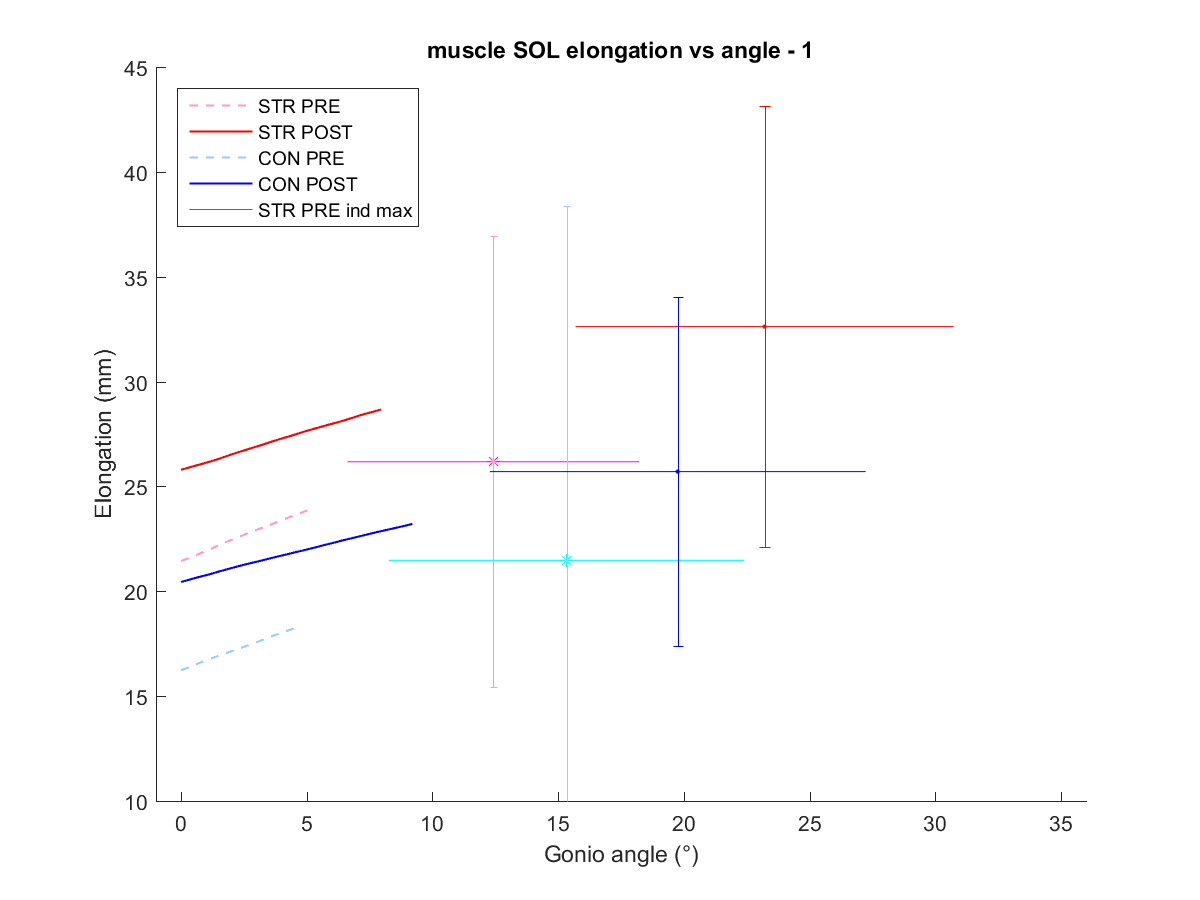 muscle SOL elongation vs angle - 1
45
40
35
30
25
20
15
10
Elongation (mm)
STR PRE
STR POST
CON PRE
CON POST
STR PRE ind max
0 5 10 15 20 25 30 35
Gonio angle (°)